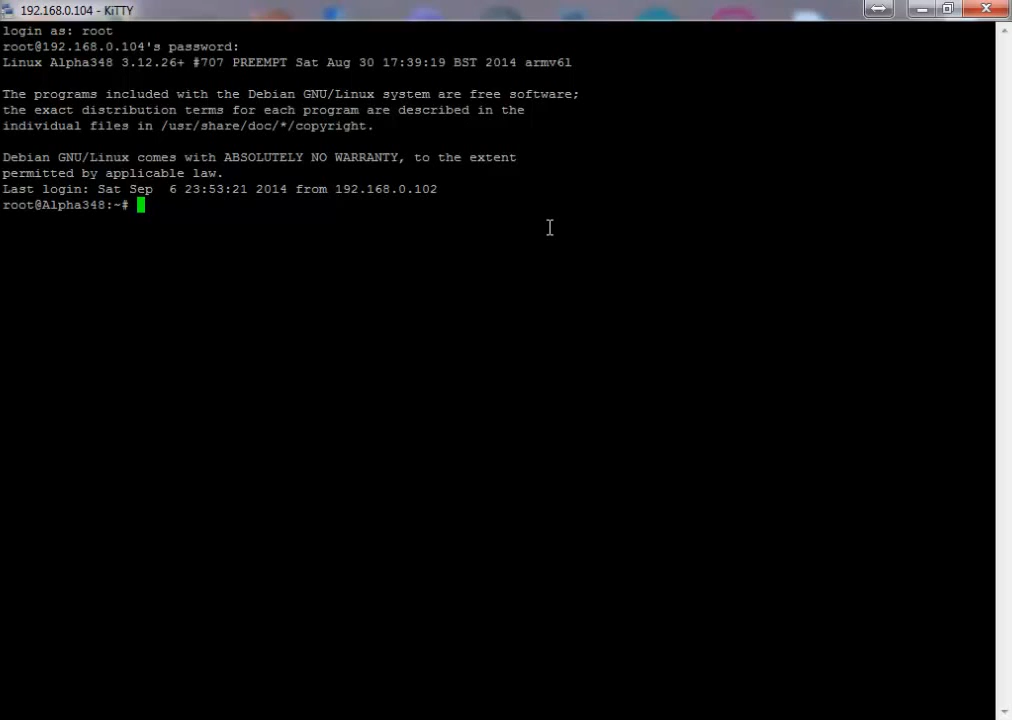 192.168.0.104 - KiTTY
login as: root
root@192.168.0.104's password:
Linux Alpha348 3.12.26+ #707 PREEMPT Sat Aug 30 17:39:19 BST 2014 armv6l

The programs included with the Debian GNU/Linux system are free software;
the exact distribution terms for each program are described in the
individual files in /usr/share/doc/*/copyright.

Debian GNU/Linux comes with ABSOLUTELY NO WARRANTY, to the extent
permitted by applicable law.
Last login: Sat Sep  6 23:53:21 2014 from 192.168.0.102
root@Alpha348:~#